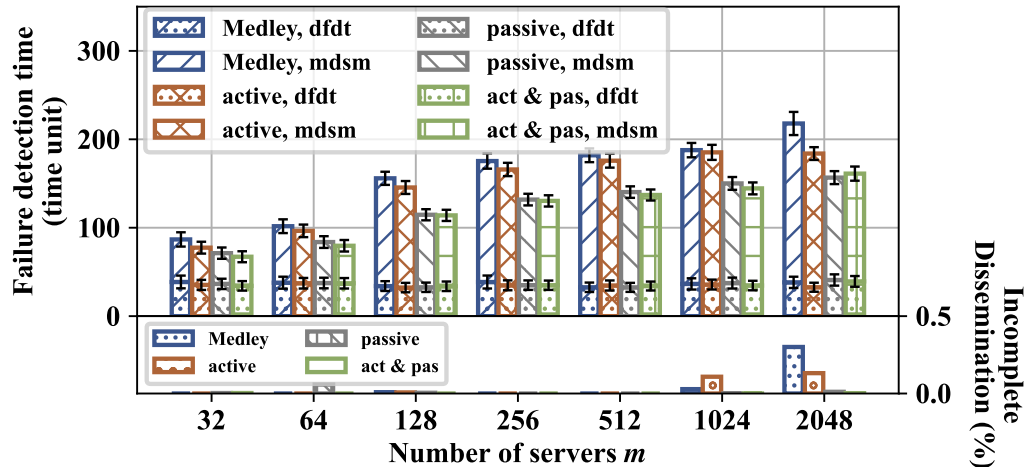 Failure detection time
(time unit)
300
200
100
0
Medley, dfdt
Medley, mdsm
active, dfdt
active, mdsm
passive, dfdt
passive, mdsm
act & pas, dfdt
act & pas, mdsm
Medley
active
passive
act & pas
0.5
0.0
Incomplete
Dissemination (%)
32 64 128 256 512 1024 2048
Number of servers m